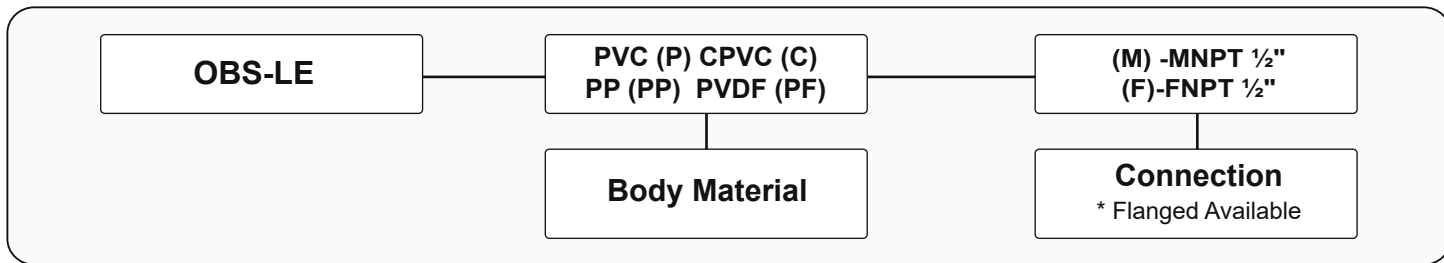 OBS-LE
PVC (P) CPVC (C)
PP (PP) PVDF (PF)
(M) -MNPT ½"
(F)-FNPT ½"
Body Material
Connection
* Flanged Available